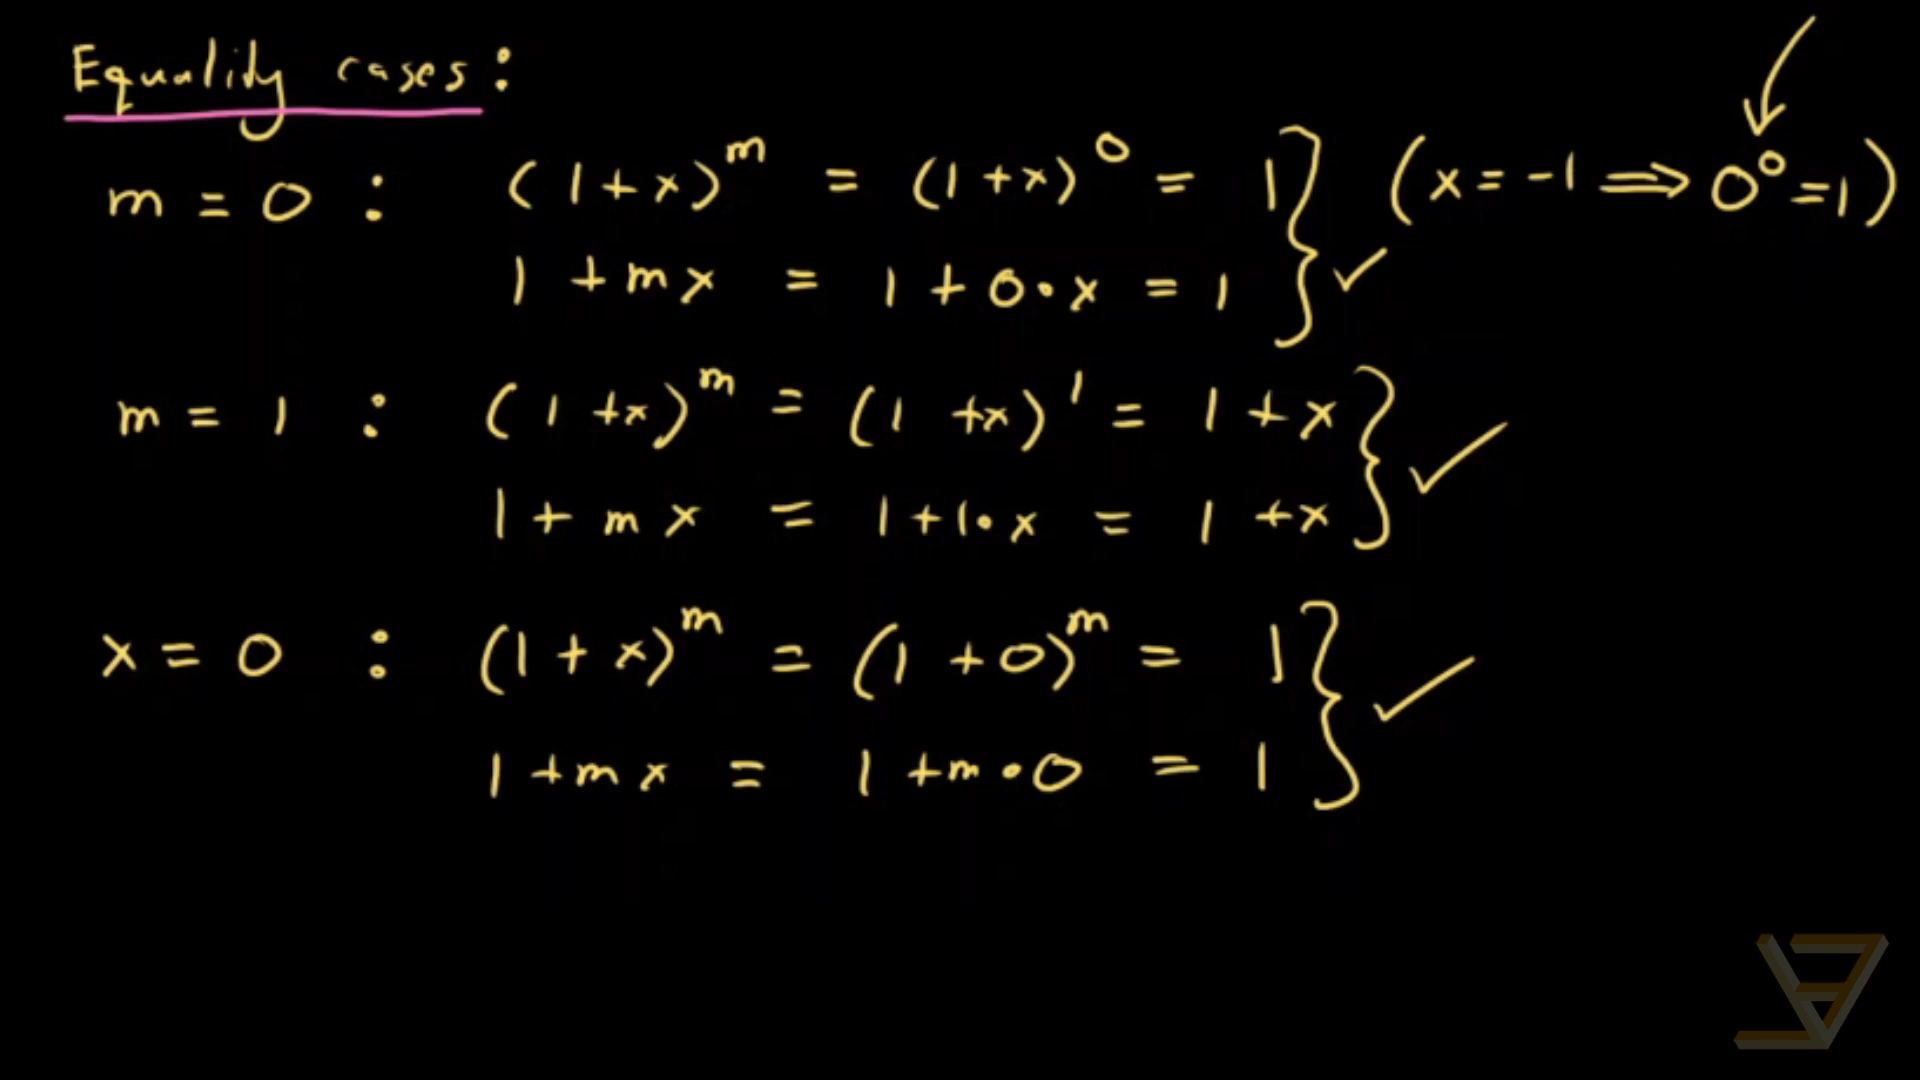 Equality cases:
m = 0 : (1+x)^m = (1+x)^0 = 1 } (x = -1 ⟹ 0^0 = 1)
1 + mx = 1 + 0·x = 1 ✓
m = 1 : (1+x)^m = (1+x)^1 = 1 + x }
1 + mx = 1 + 1·x = 1 + x ✓
x = 0 : (1+x)^m = (1+0)^m = 1 }
1 + mx = 1 + m·0 = 1 ✓